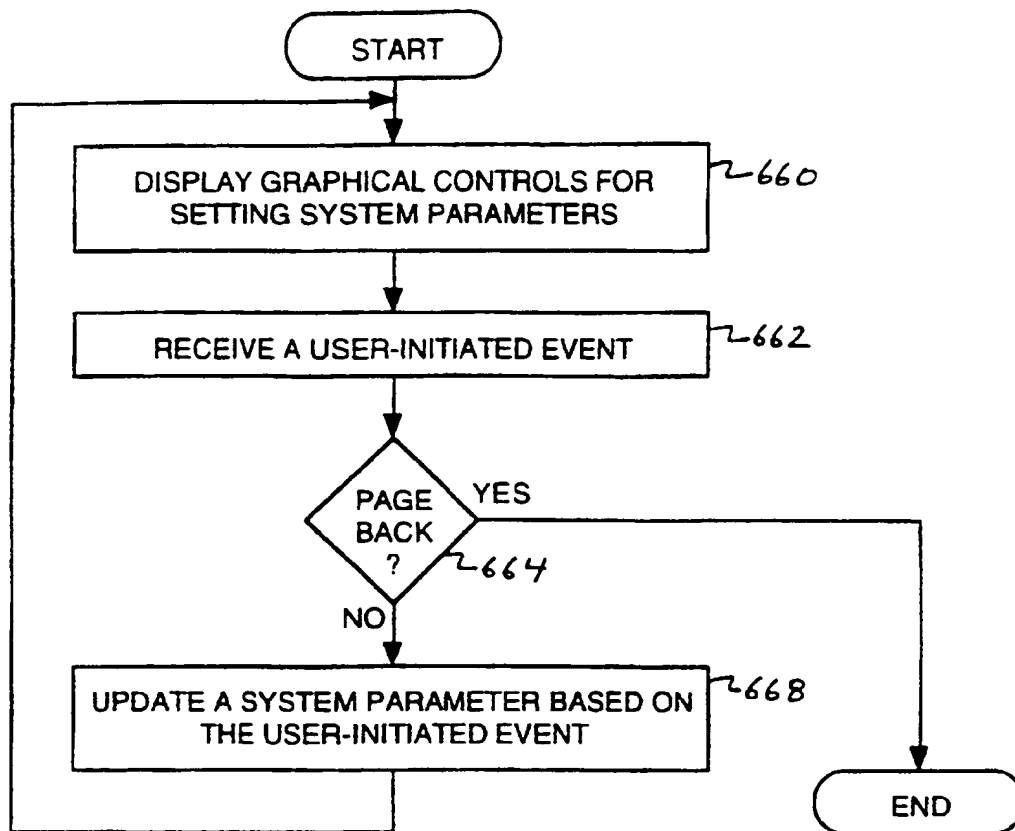 START
DISPLAY GRAPHICAL CONTROLS FOR
SETTING SYSTEM PARAMETERS
660
RECEIVE A USER-INITIATED EVENT
662
PAGE
BACK
?
YES
664
NO
UPDATE A SYSTEM PARAMETER BASED ON
THE USER-INITIATED EVENT
668
END